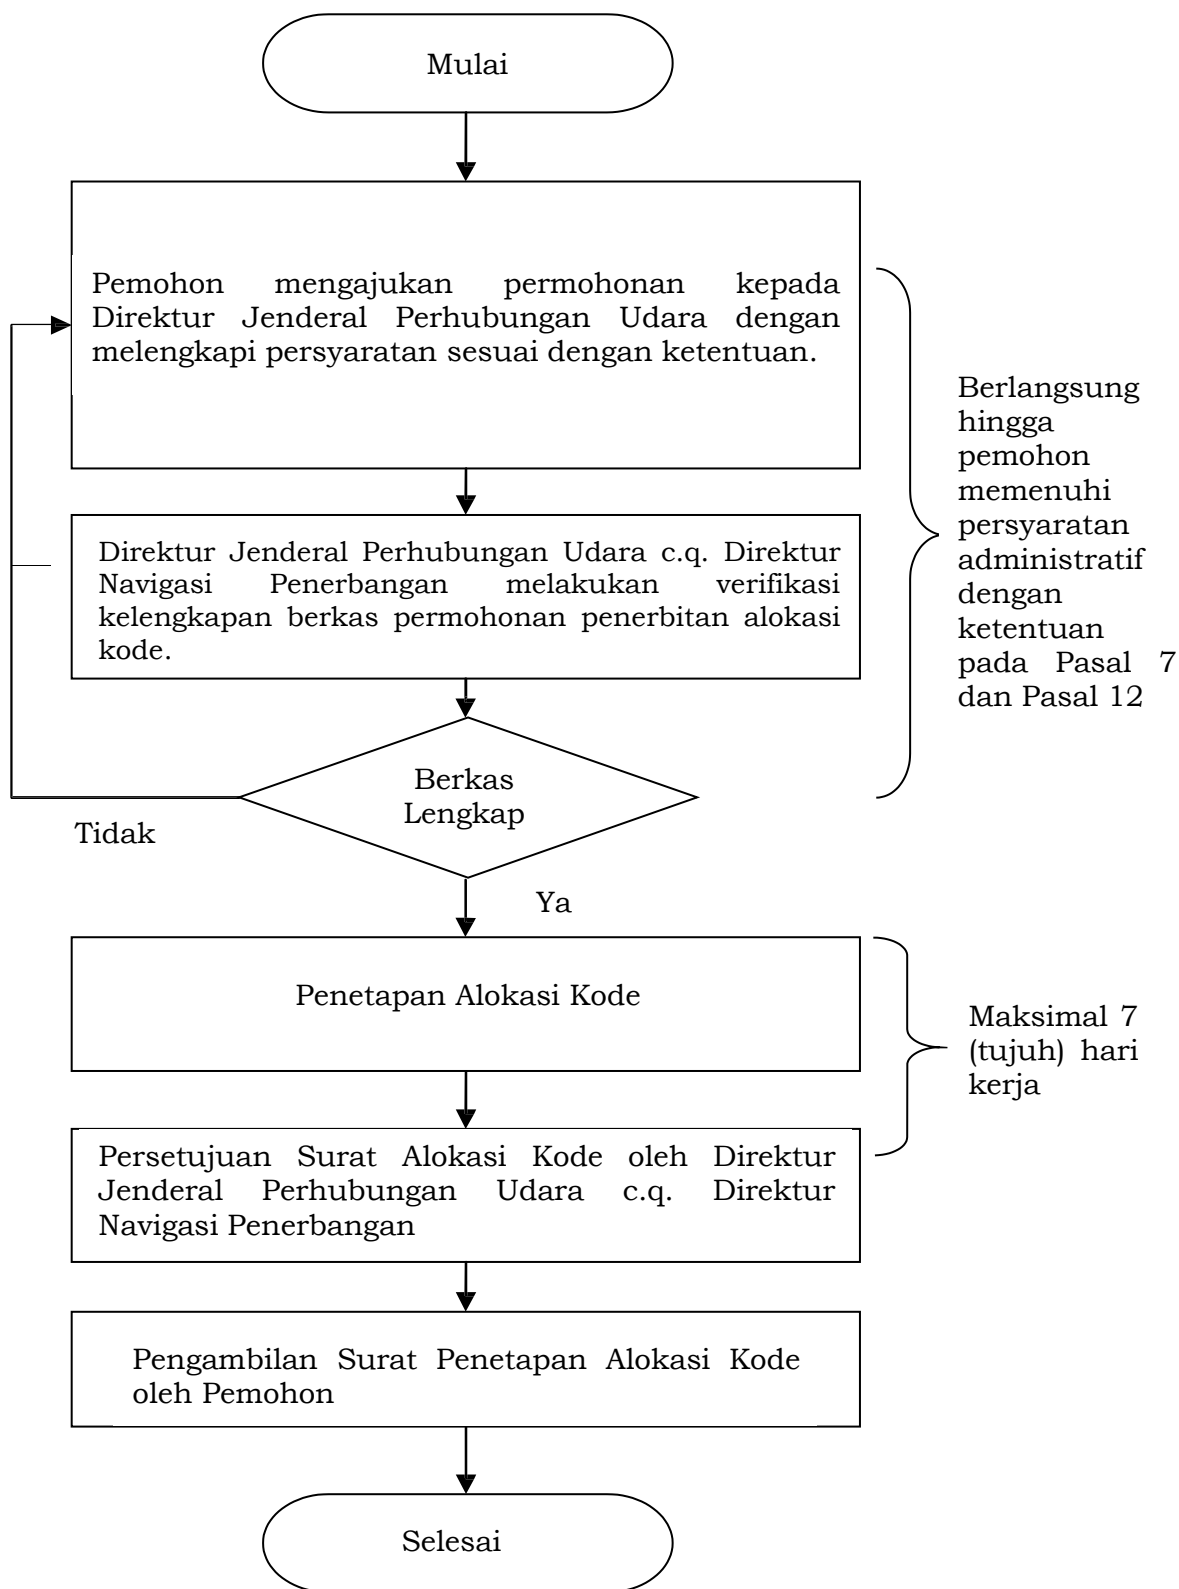 Mulai
Pemohon mengajukan permohonan kepada
Direktur Jenderal Perhubungan Udara dengan
melengkapi persyaratan sesuai dengan ketentuan.
Berlangsung
hingga
pemohon
memenuhi
persyaratan
administratif
dengan
ketentuan
pada Pasal 7
dan Pasal 12
Direktur Jenderal Perhubungan Udara c.q. Direktur
Navigasi Penerbangan melakukan verifikasi
kelengkapan berkas permohonan penerbitan alokasi
kode.
Berkas
Lengkap
Tidak
Ya
Penetapan Alokasi Kode
Maksimal 7
(tujuh) hari
kerja
Persetujuan Surat Alokasi Kode oleh Direktur
Jenderal Perhubungan Udara c.q. Direktur
Navigasi Penerbangan
Pengambilan Surat Penetapan Alokasi Kode
oleh Pemohon
Selesai